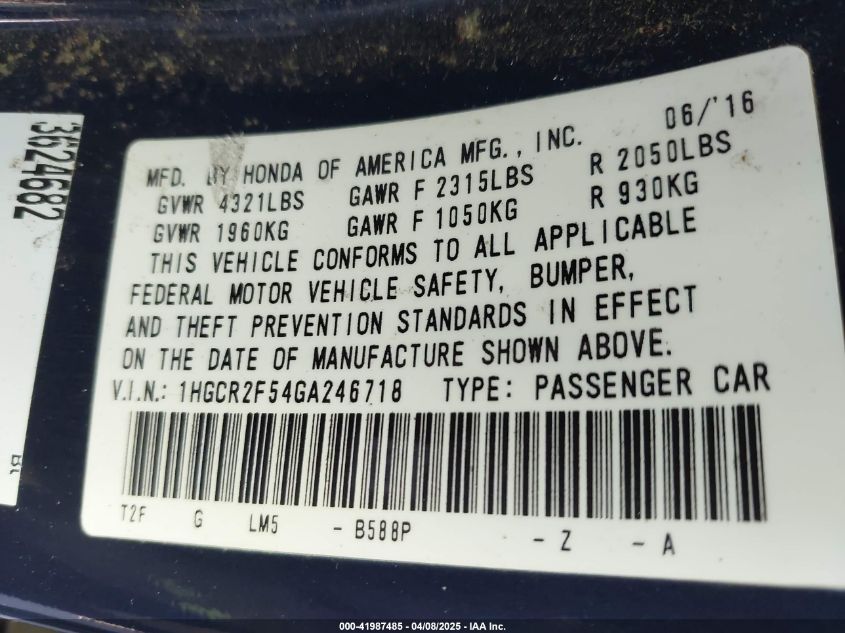 3624682
06/'16
MFD. BY HONDA OF AMERICA MFG., INC.
GVWR 4321LBS GAWR F 2315LBS R 2050LBS
GVWR 1960KG GAWR F 1050KG R 930KG
THIS VEHICLE CONFORMS TO ALL APPLICABLE
FEDERAL MOTOR VEHICLE SAFETY, BUMPER,
AND THEFT PREVENTION STANDARDS IN EFFECT
ON THE DATE OF MANUFACTURE SHOWN ABOVE.
V.I.N.: 1HGCR2F54GA246718 TYPE: PASSENGER CAR
T2F G LM5 - B588P - Z - A
000-41987485 - 04/08/2025 - IAA Inc.